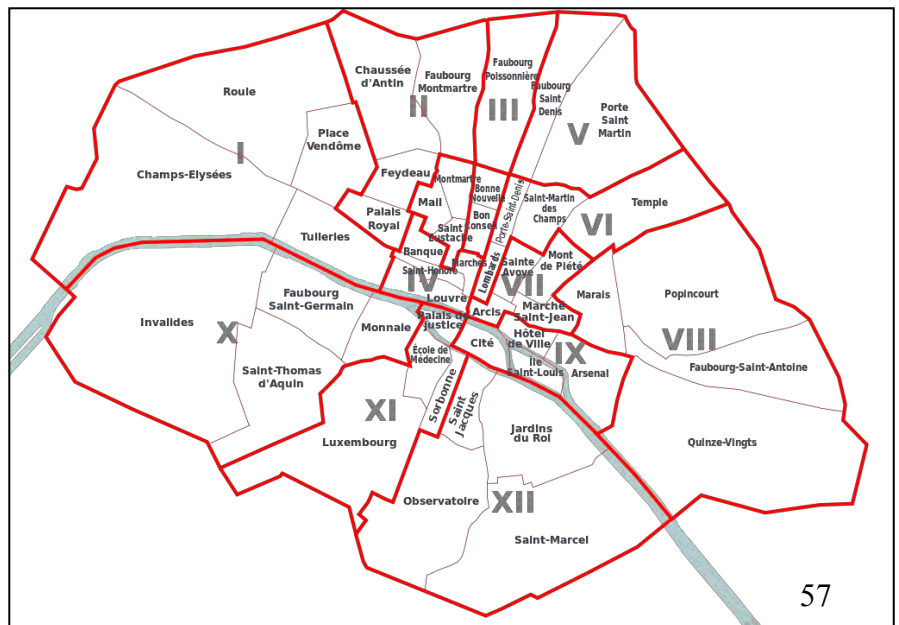 Roule
Place
Vendôme
I
Champs-Elysées
Tulleries
Chaussée
d'Antin
Faubourg
Montmartre
II
Feydeau
Palais
Royal
Faubourg
Poissonnière
III
Montmartre
Mail
Saint
Eustache
Banque
Saint-Honoré
IV
Louvre
Marchés
Bonne
Nouvelle
Bon
Conseil
Faubourg
Saint
Denis
Porte
Saint
Martin
V
Porte-Saint-Denis
Saint-Martin
des
Champs
Temple
VI
Lombards
Sainte
Avoye
Mont
de Piété
VII
Marché
Saint-Jean
Arcis
Marais
Popincourt
VIII
Faubourg-Saint-Antoine
Quinze-Vingts
Hôtel
de Ville
IX
Cité
Ile
Saint-Louis
Arsenal
Invalides
Faubourg
Saint-Germain
X
Monnaie
Saint-Thomas
d'Aquin
Palais de
Justice
École de
Médecine
Sorbonne
XI
Luxembourg
Saint
Jacques
Jardins
du Roi
Observatoire
XII
Saint-Marcel
57